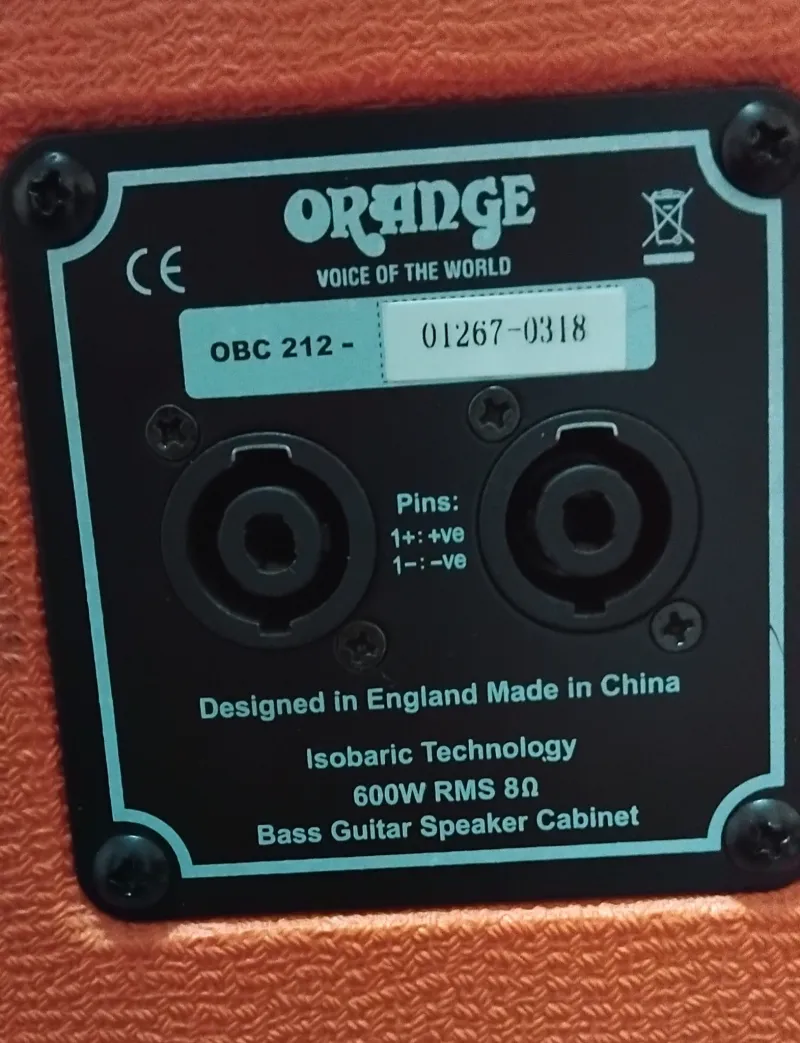 ORANGE
CE
VOICE OF THE WORLD
OBC 212 - 01267-0318
Pins:
1+:+ve
1-:-ve
Designed in England Made in China
Isobaric Technology
600W RMS 8Ω
Bass Guitar Speaker Cabinet